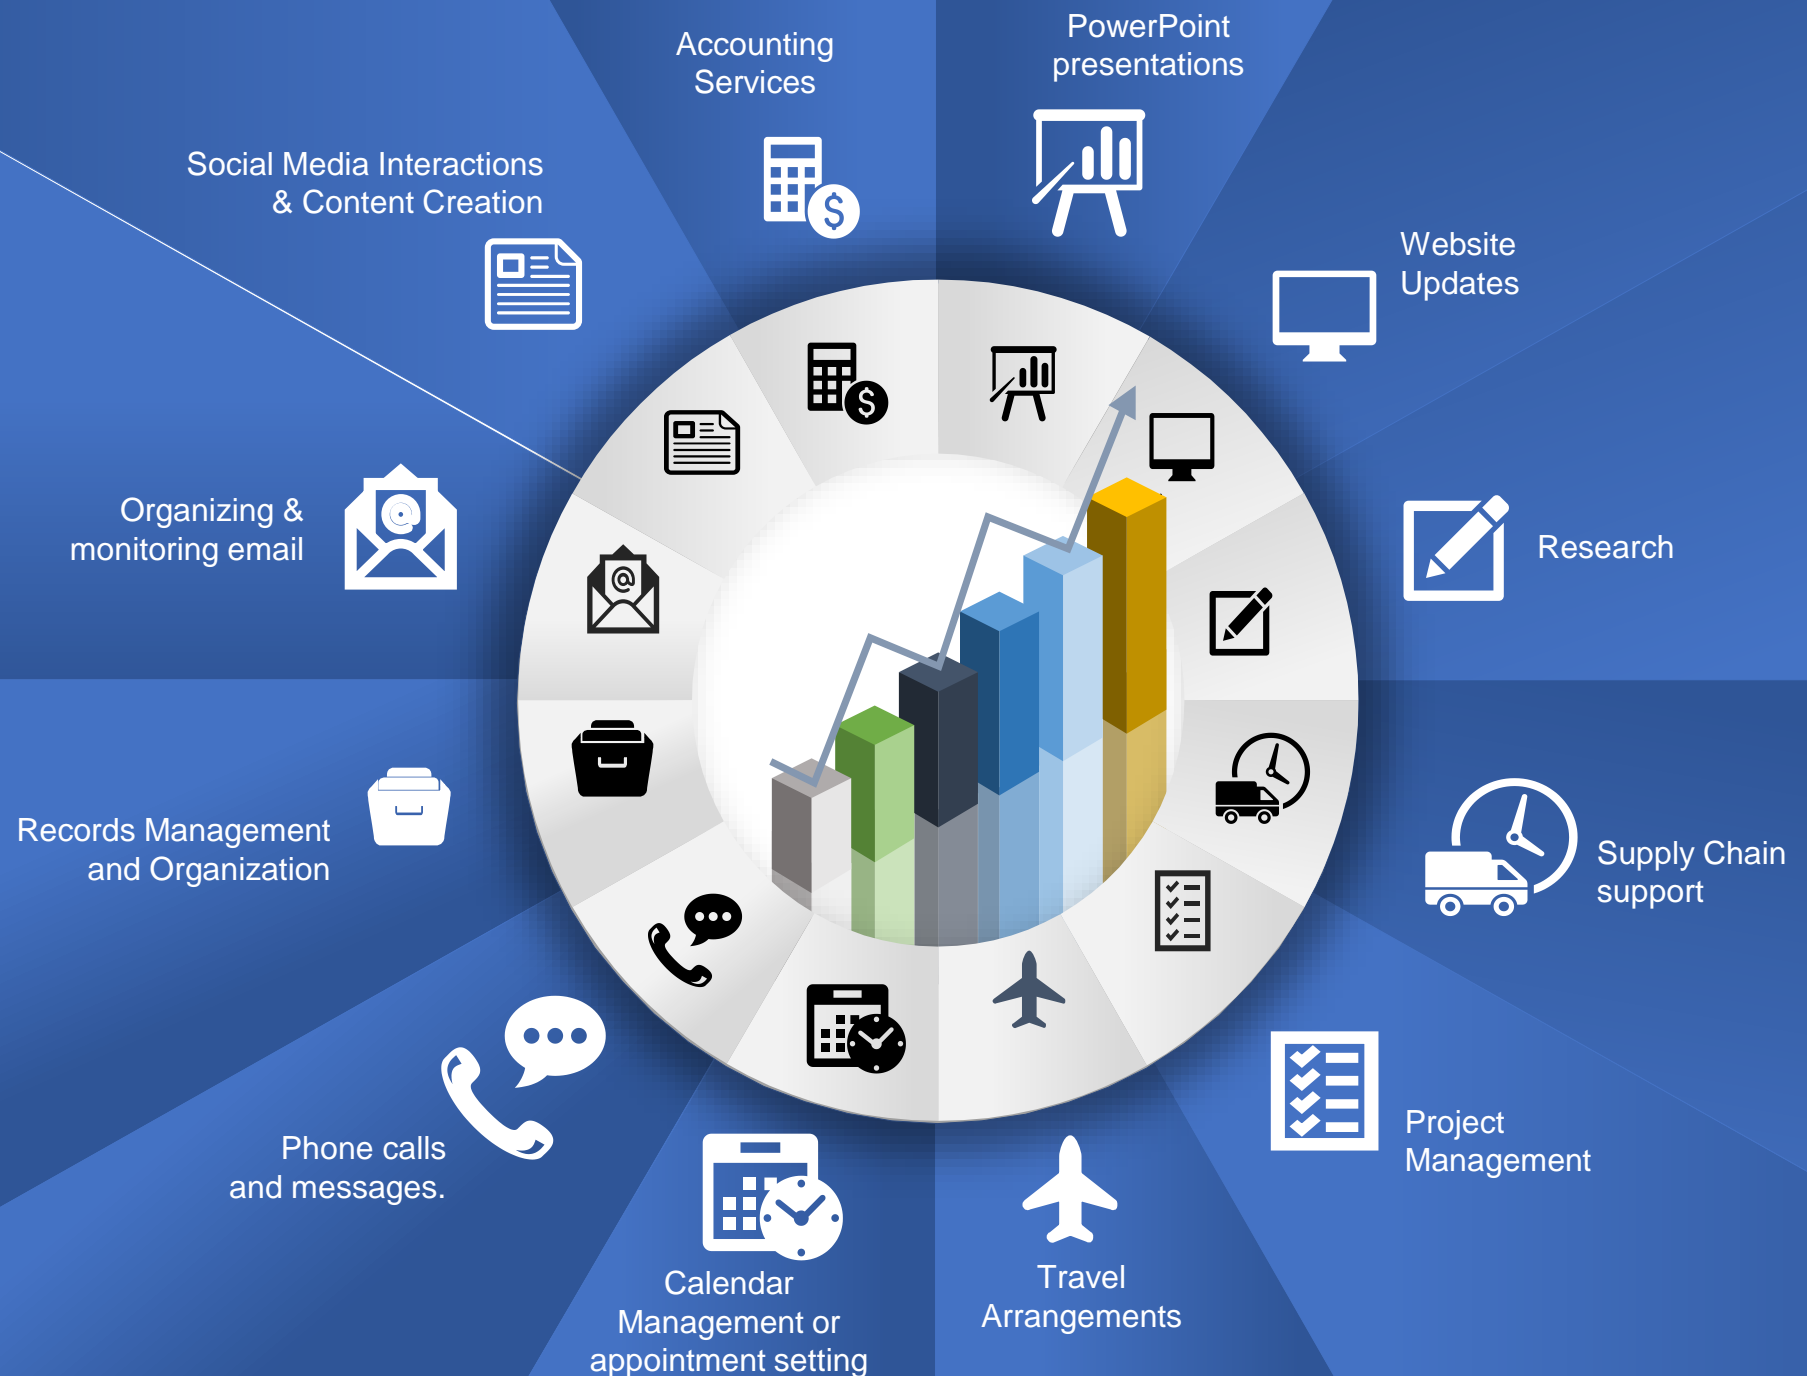 Accounting
Services
PowerPoint
presentations
Social Media Interactions
& Content Creation
Website
Updates
Organizing &
monitoring email
Research
Records Management
and Organization
Supply Chain
support
Phone calls
and messages.
Project
Management
Calendar
Management or
appointment setting
Travel
Arrangements